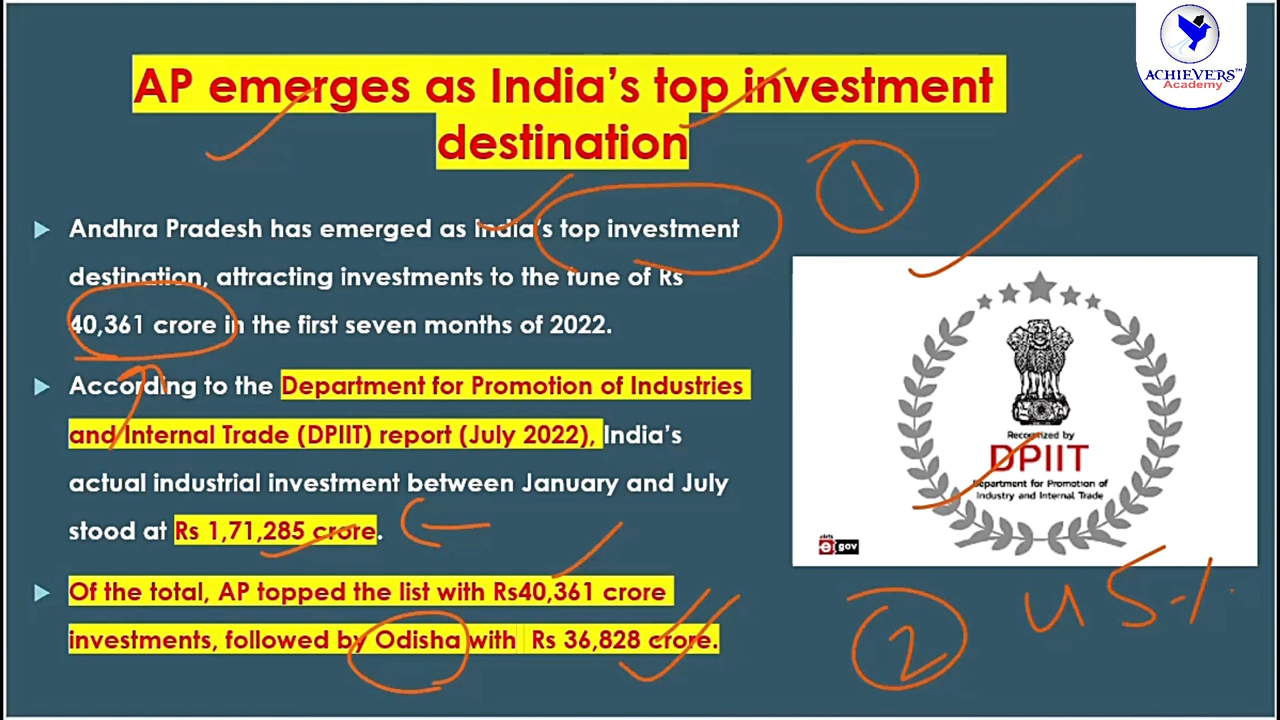 ACHIEVERS™
Academy
AP emerges as India's top investment
destination
1
Andhra Pradesh has emerged as India's top investment
destination, attracting investments to the tune of Rs
40,361 crore in the first seven months of 2022.
According to the Department for Promotion of Industries
and Internal Trade (DPIIT) report (July 2022), India's
actual industrial investment between January and July
stood at Rs 1,71,285 crore.
Of the total, AP topped the list with Rs40,361 crore
investments, followed by Odisha with Rs 36,828 crore.
Recognized by
DPIIT
Department for Promotion of
Industry and Internal Trade
gov
2
45%